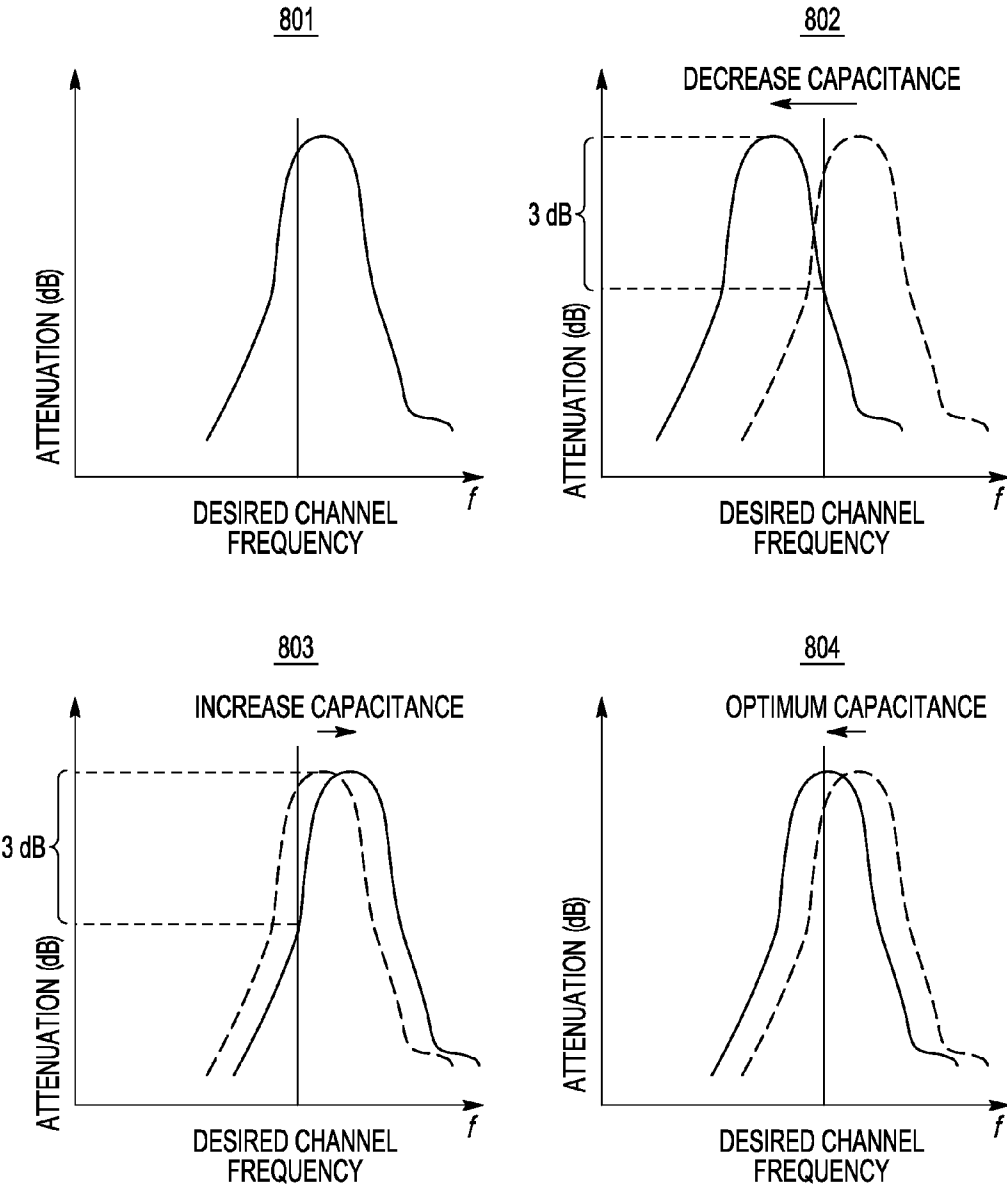 801
ATTENUATION (dB)
f
DESIRED CHANNEL
FREQUENCY
802
DECREASE CAPACITANCE
3 dB
ATTENUATION (dB)
f
DESIRED CHANNEL
FREQUENCY
803
INCREASE CAPACITANCE
3 dB
ATTENUATION (dB)
f
DESIRED CHANNEL
FREQUENCY
804
OPTIMUM CAPACITANCE
ATTENUATION (dB)
f
DESIRED CHANNEL
FREQUENCY